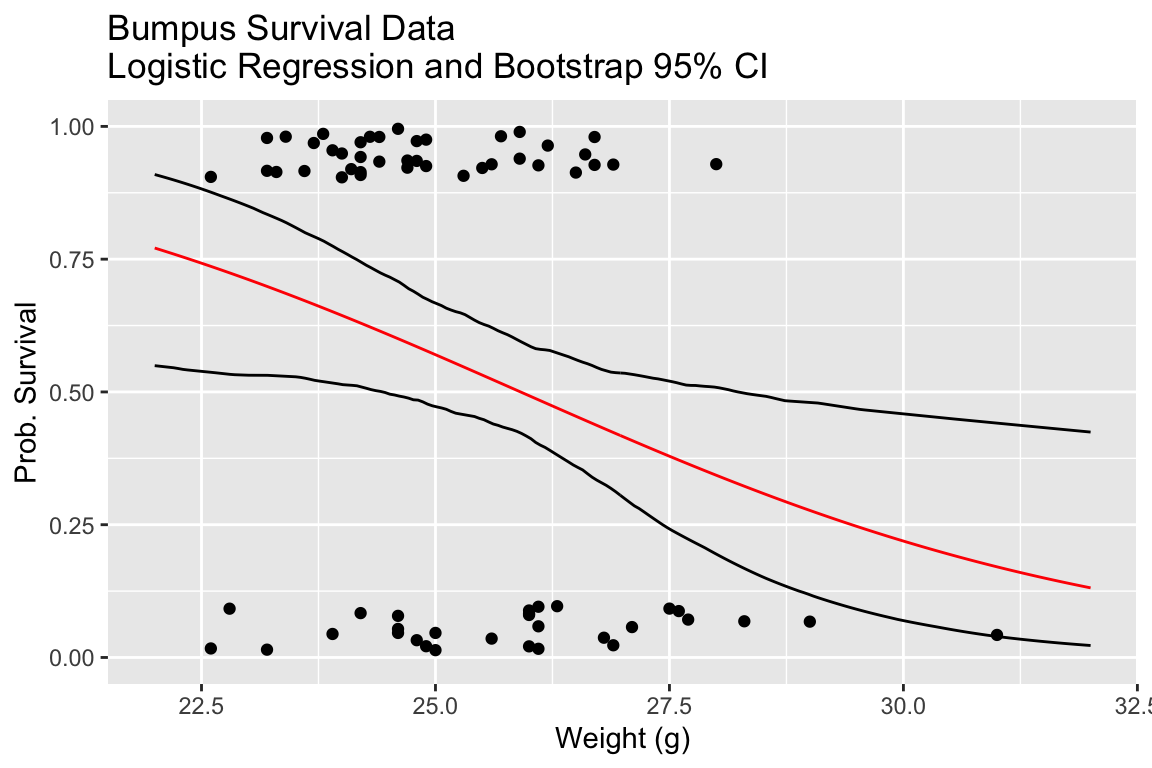 Bumpus Survival Data
Logistic Regression and Bootstrap 95% CI
1.00
0.75
0.50
0.25
0.00
Prob. Survival
22.5
25.0
27.5
30.0
32.5
Weight (g)